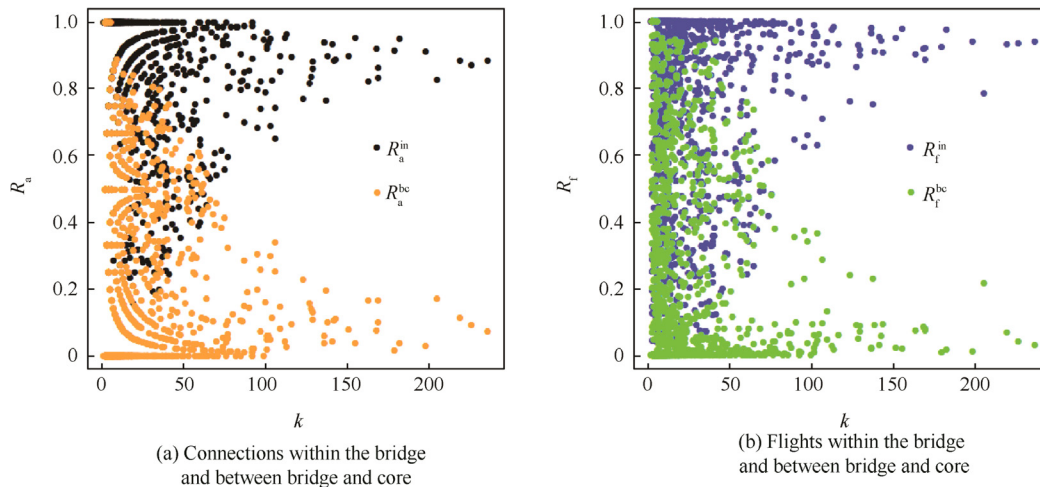 1.0
0.8
0.6
0.4
0.2
0
R_a
R_a^in
R_a^bc
0 50 100 150 200
k
(a) Connections within the bridge
and between bridge and core
1.0
0.8
0.6
0.4
0.2
0
R_f
R_f^in
R_f^bc
0 50 100 150 200
k
(b) Flights within the bridge
and between bridge and core